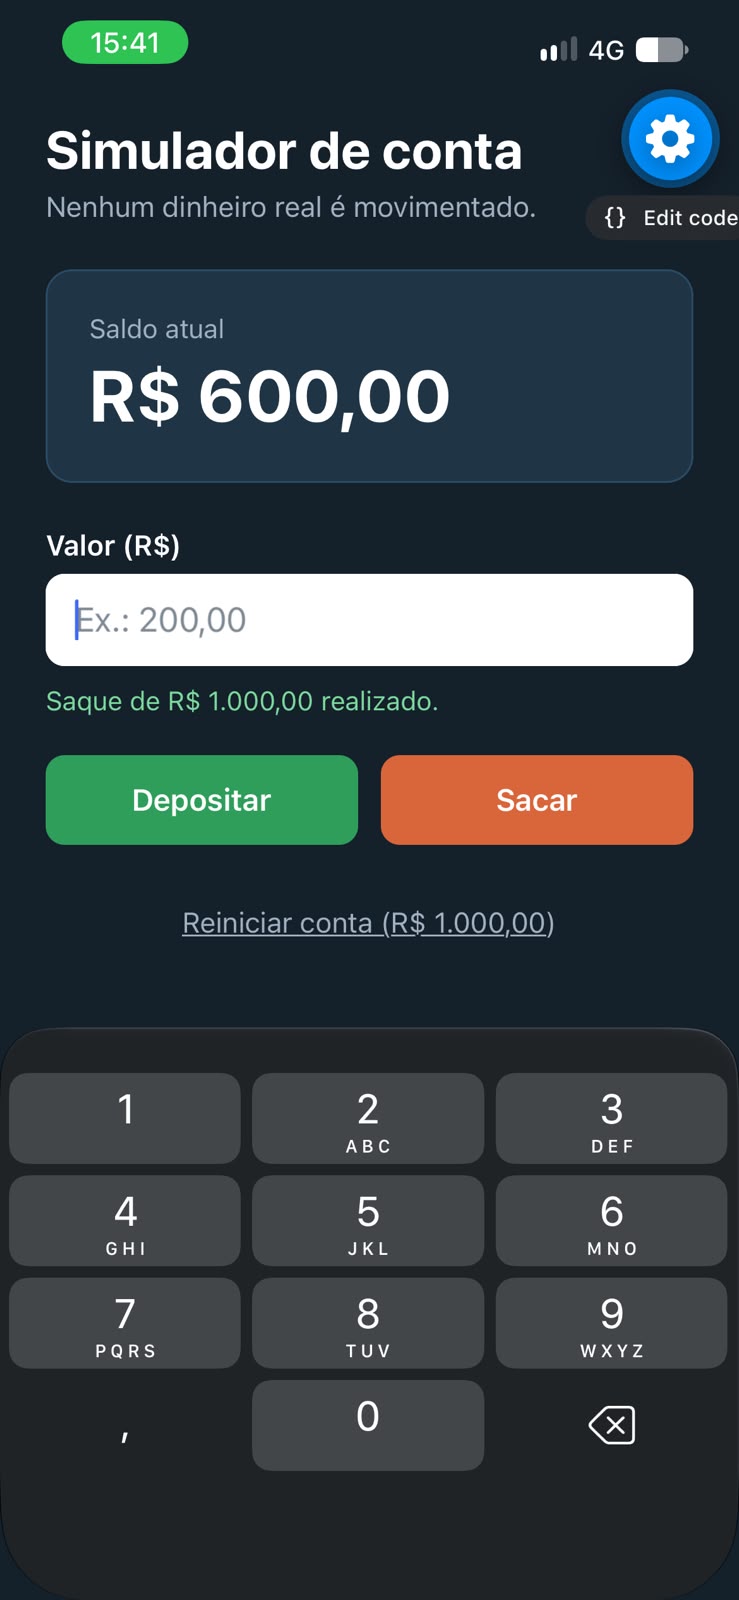 15:41
4G
Simulador de conta
Nenhum dinheiro real é movimentado.
{} Edit code
Saldo atual
R$ 600,00
Valor (R$)
Ex.: 200,00
Saque de R$ 1.000,00 realizado.
Depositar
Sacar
Reiniciar conta (R$ 1.000,00)
1
2
ABC
3
DEF
4
GHI
5
JKL
6
MNO
7
PQRS
8
TUV
9
WXYZ
,
0